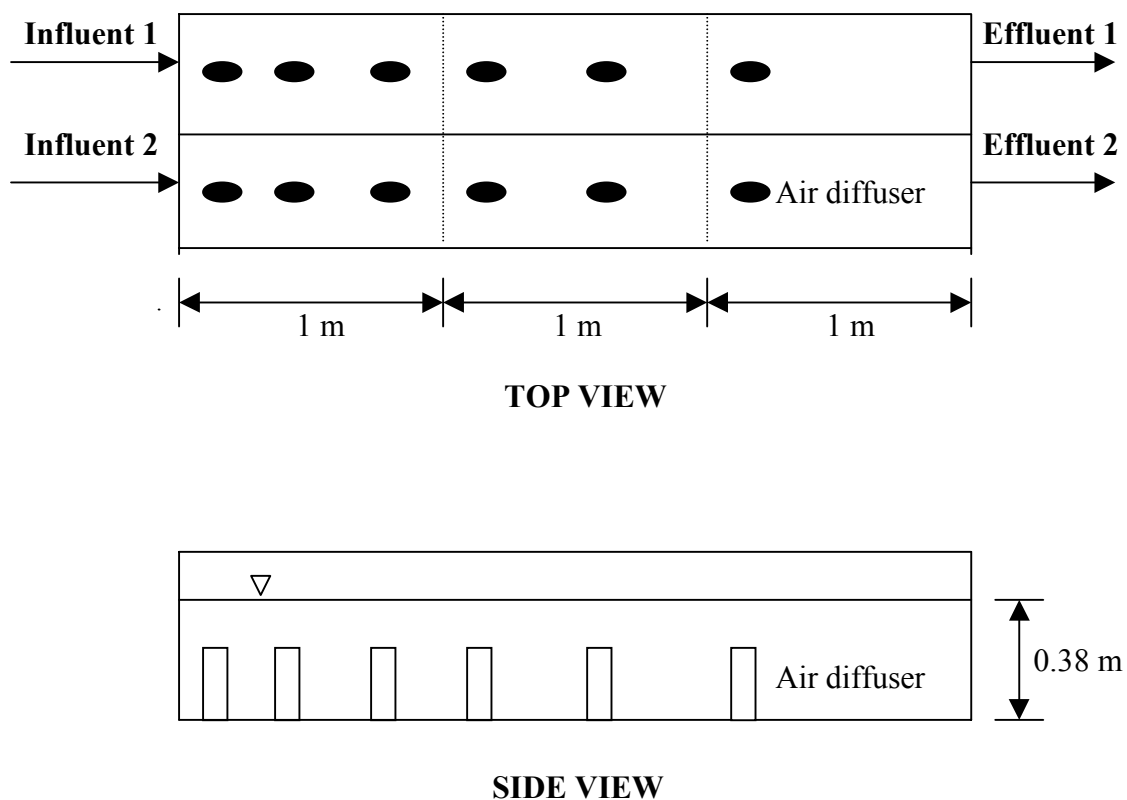 Influent 1
Effluent 1
Influent 2
Effluent 2
Air diffuser
1 m
1 m
1 m
TOP VIEW
0.38 m
Air diffuser
SIDE VIEW